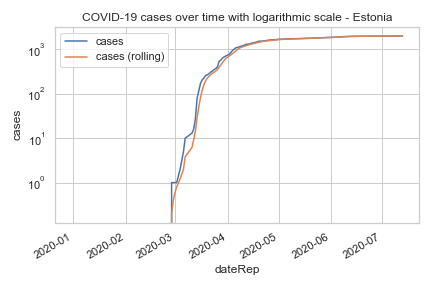 COVID-19 cases over time with logarithmic scale - Estonia
cases
cases (rolling)
10³
10²
10¹
10⁰
cases
2020-01
2020-02
2020-03
2020-04
2020-05
2020-06
2020-07
dateRep